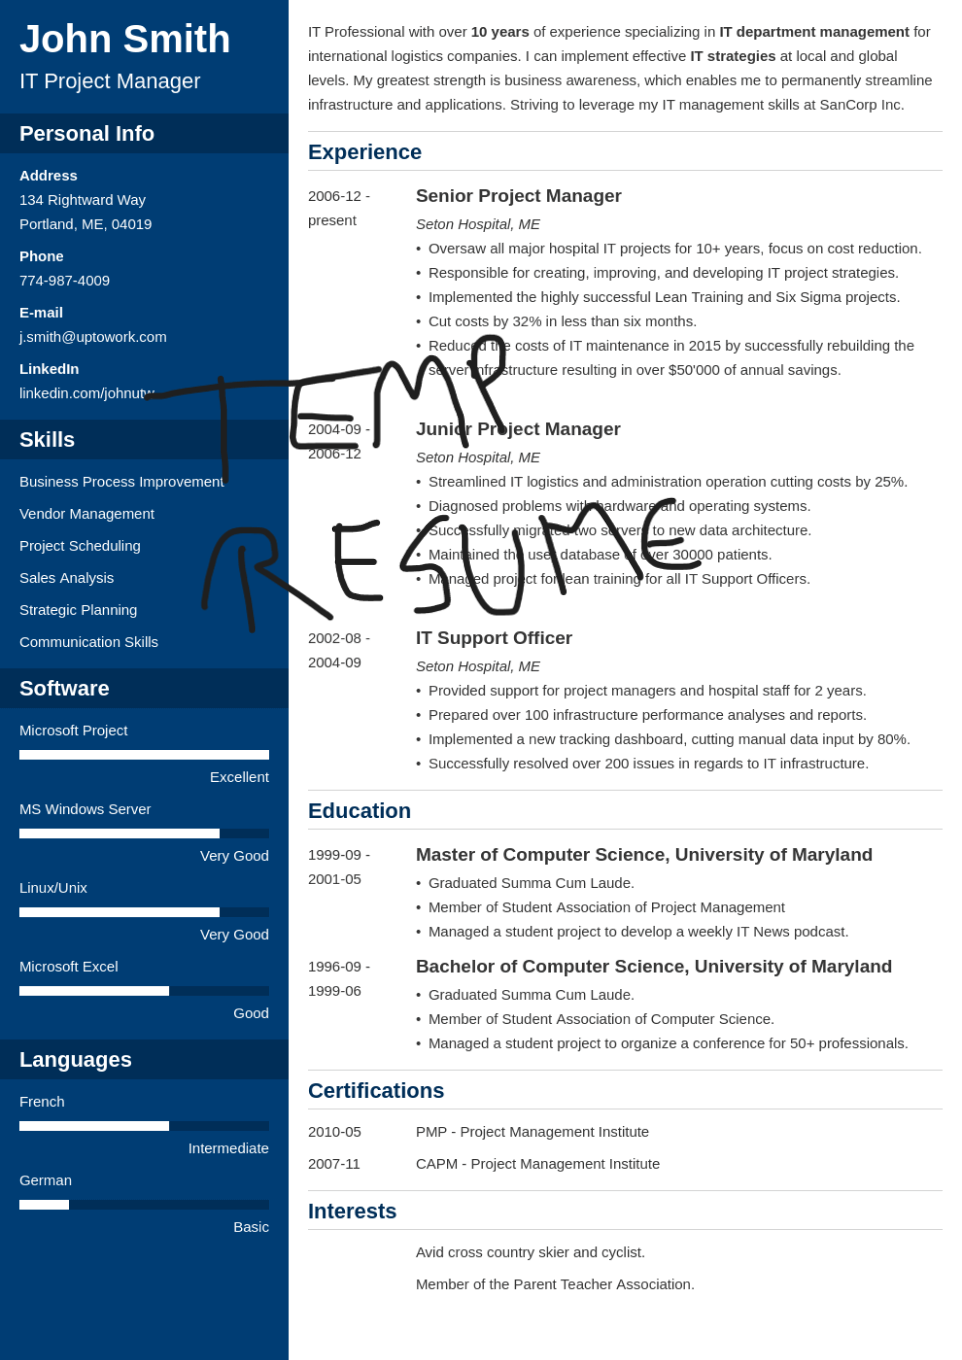 John Smith
IT Project Manager
Personal Info
Address
134 Rightward Way
Portland, ME, 04019
Phone
774-987-4009
E-mail
j.smith@uptowork.com
LinkedIn
linkedin.com/johnutw
Skills
Business Process Improvement
Vendor Management
Project Scheduling
Sales Analysis
Strategic Planning
Communication Skills
Software
Microsoft Project
Excellent
MS Windows Server
Very Good
Linux/Unix
Very Good
Microsoft Excel
Good
Languages
French
Intermediate
German
Basic
IT Professional with over 10 years of experience specializing in IT department management for
international logistics companies. I can implement effective IT strategies at local and global
levels. My greatest strength is business awareness, which enables me to permanently streamline
infrastructure and applications. Striving to leverage my IT management skills at SanCorp Inc.
Experience
2006-12 -
present
Senior Project Manager
Seton Hospital, ME
• Oversaw all major hospital IT projects for 10+ years, focus on cost reduction.
• Responsible for creating, improving, and developing IT project strategies.
• Implemented the highly successful Lean Training and Six Sigma projects.
• Cut costs by 32% in less than six months.
• Reduced the costs of IT maintenance in 2015 by successfully rebuilding the
server infrastructure resulting in over $50'000 of annual savings.
TEMP
2004-09 -
2006-12
Junior Project Manager
Seton Hospital, ME
• Streamlined IT logistics and administration operation cutting costs by 25%.
• Diagnosed problems with hardware and operating systems.
• Successfully migrated two servers to new data architecture.
• Maintained the user database of over 30000 patients.
• Managed project for lean training for all IT Support Officers.
RESUME
2002-08 -
2004-09
IT Support Officer
Seton Hospital, ME
• Provided support for project managers and hospital staff for 2 years.
• Prepared over 100 infrastructure performance analyses and reports.
• Implemented a new tracking dashboard, cutting manual data input by 80%.
• Successfully resolved over 200 issues in regards to IT infrastructure.
Education
1999-09 -
2001-05
Master of Computer Science, University of Maryland
• Graduated Summa Cum Laude.
• Member of Student Association of Project Management
• Managed a student project to develop a weekly IT News podcast.
1996-09 -
1999-06
Bachelor of Computer Science, University of Maryland
• Graduated Summa Cum Laude.
• Member of Student Association of Computer Science.
• Managed a student project to organize a conference for 50+ professionals.
Certifications
2010-05 PMP - Project Management Institute
2007-11 CAPM - Project Management Institute
Interests
Avid cross country skier and cyclist.
Member of the Parent Teacher Association.